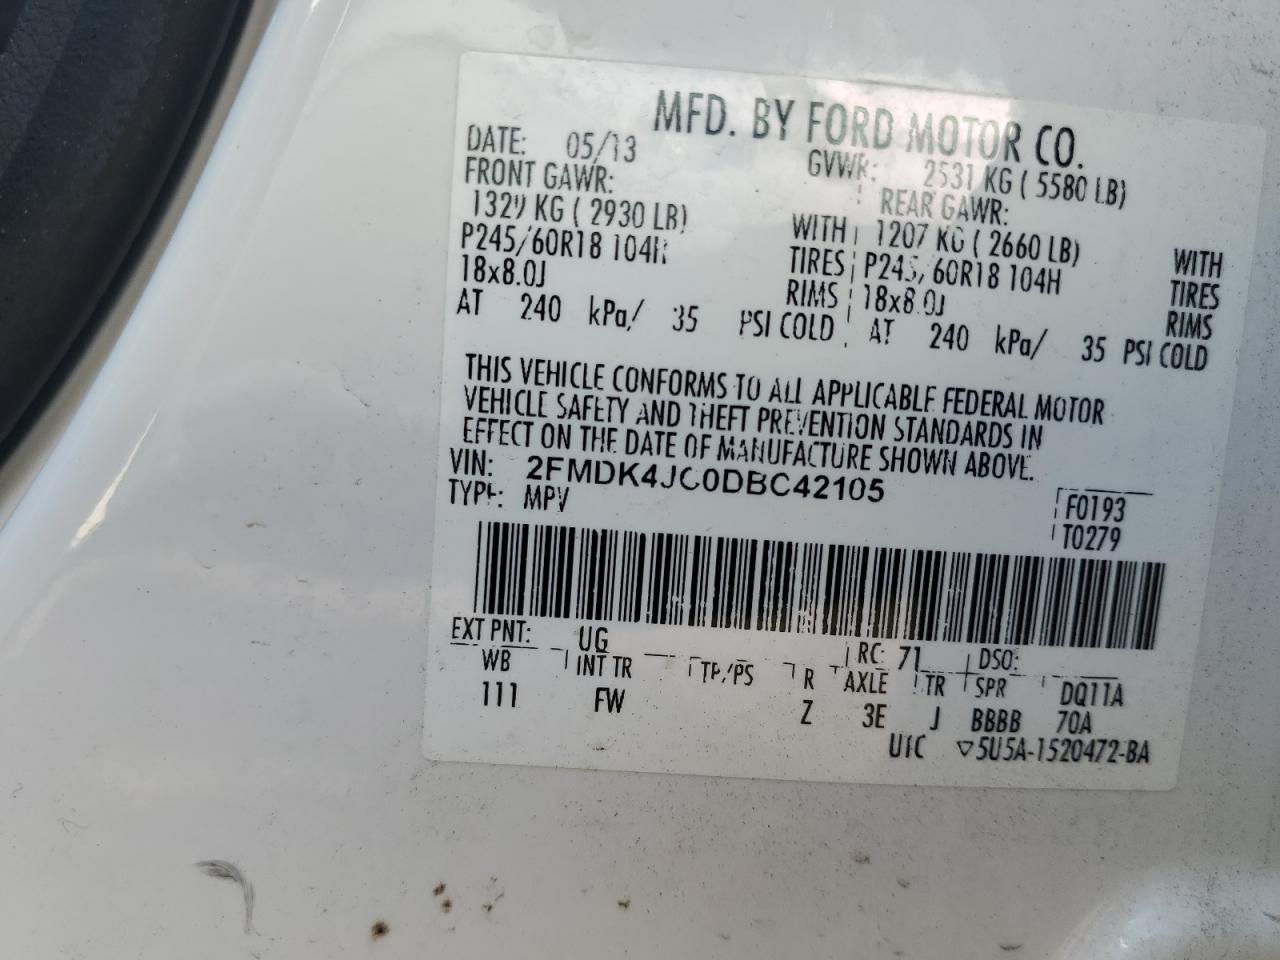 MFD. BY FORD MOTOR CO.
DATE: 05/13 GVWR: 2531 KG ( 5580 LB)
FRONT GAWR: REAR GAWR:
1329 KG ( 2930 LB) WITH 1207 KG ( 2660 LB) WITH
P245/60R18 104H TIRES P245/60R18 104H TIRES
18x8.0J RIMS 18x8.0J RIMS
AT 240 kPa/ 35 PSI COLD AT 240 kPa/ 35 PSI COLD
THIS VEHICLE CONFORMS TO ALL APPLICABLE FEDERAL MOTOR
VEHICLE SAFETY AND THEFT PREVENTION STANDARDS IN
EFFECT ON THE DATE OF MANUFACTURE SHOWN ABOVE.
VIN: 2FMDK4JC0DBC42105
TYPE: MPV F0193
T0279
EXT PNT: UG RC: 71 DSO:
WB INT TR TP/PS R AXLE TR SPR DQ11A
111 FW Z 3E J BBBB 70A
UTC ▽5U5A-1520472-BA